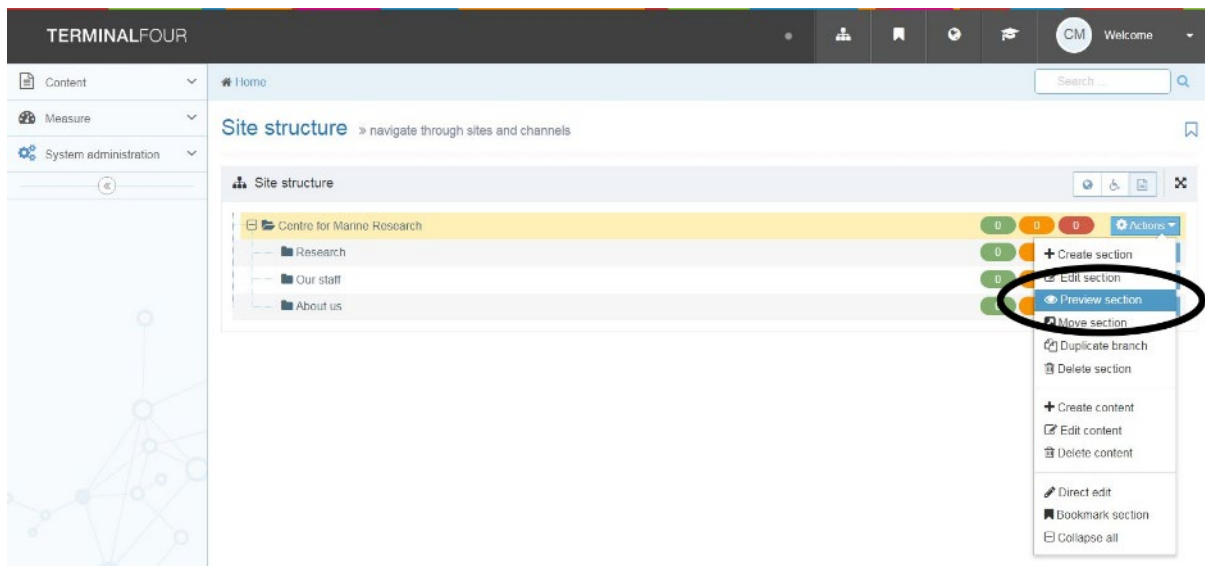 TERMINALFOUR
CM Welcome
Content
Home
Search ...
Measure
Site structure » navigate through sites and channels
System administration
Site structure
Centre for Marine Research
0 0 0 Actions
Research
0
Our staff
0
About us
Create section
Edit section
Preview section
Move section
Duplicate branch
Delete section
Create content
Edit content
Delete content
Direct edit
Bookmark section
Collapse all